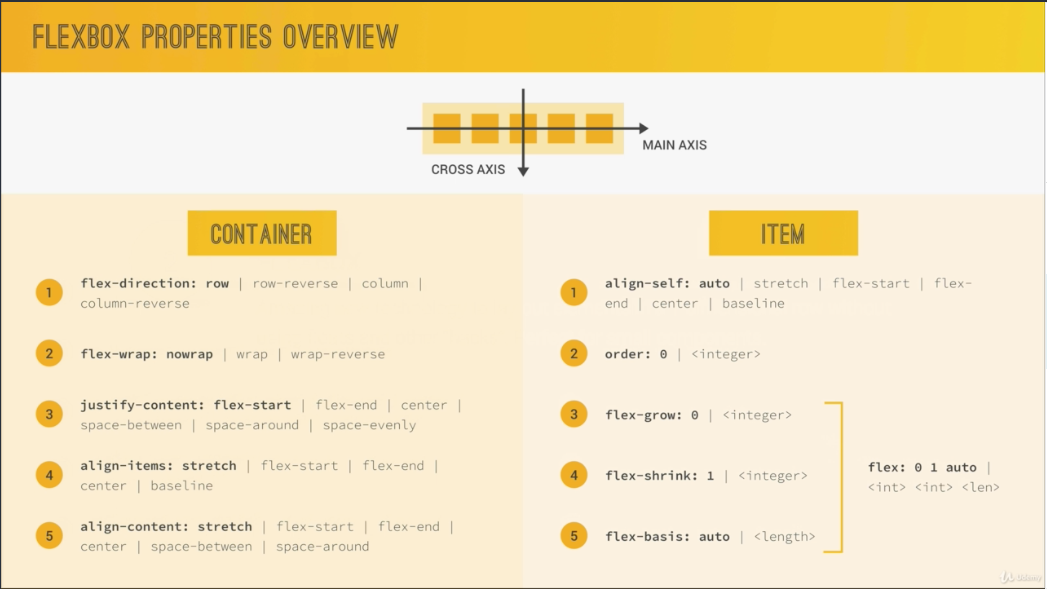 FLEXBOX PROPERTIES OVERVIEW
MAIN AXIS
CROSS AXIS
CONTAINER
1 flex-direction: row | row-reverse | column |
column-reverse
2 flex-wrap: nowrap | wrap | wrap-reverse
3 justify-content: flex-start | flex-end | center |
space-between | space-around | space-evenly
4 align-items: stretch | flex-start | flex-end |
center | baseline
5 align-content: stretch | flex-start | flex-end |
center | space-between | space-around
ITEM
1 align-self: auto | stretch | flex-start | flex-
end | center | baseline
2 order: 0 | <integer>
3 flex-grow: 0 | <integer>
4 flex-shrink: 1 | <integer>
5 flex-basis: auto | <length>
flex: 0 1 auto |
<int> <int> <len>
Udemy